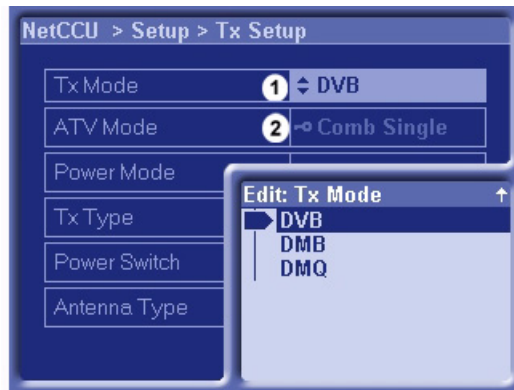 NetCCU > Setup > Tx Setup
Tx Mode 1 DVB
ATV Mode 2 Comb Single
Power Mode
Tx Type
Power Switch
Antenna Type
Edit: Tx Mode
DVB
DMB
DMQ